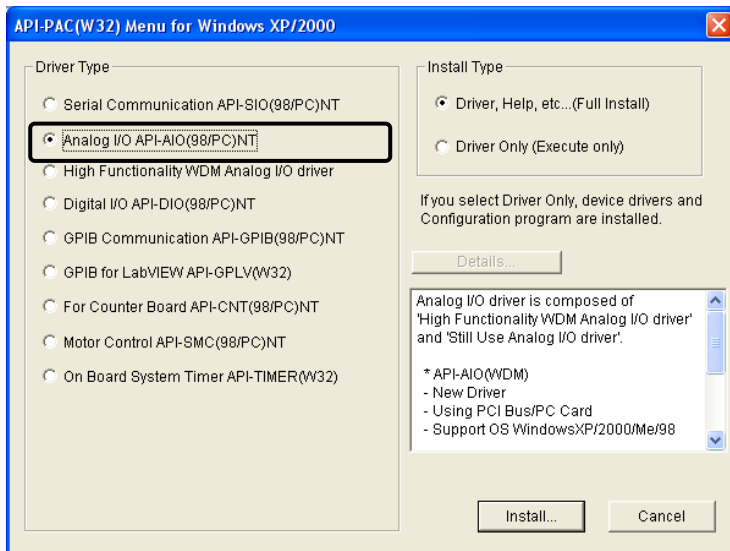 API-PAC(W32) Menu for Windows XP/2000
Driver Type
Serial Communication API-SIO(98/PC)NT
Analog I/O API-AIO(98/PC)NT
High Functionality WDM Analog I/O driver
Digital I/O API-DIO(98/PC)NT
GPIB Communication API-GPIB(98/PC)NT
GPIB for LabVIEW API-GPLV(W32)
For Counter Board API-CNT(98/PC)NT
Motor Control API-SMC(98/PC)NT
On Board System Timer API-TIMER(W32)
Install Type
Driver, Help, etc...(Full Install)
Driver Only (Execute only)
If you select Driver Only, device drivers and
Configuration program are installed.
Details...
Analog I/O driver is composed of
'High Functionality WDM Analog I/O driver'
and 'Still Use Analog I/O driver'.
* API-AIO(WDM)
- New Driver
- Using PCI Bus/PC Card
- Support OS WindowsXP/2000/Me/98
Install...
Cancel